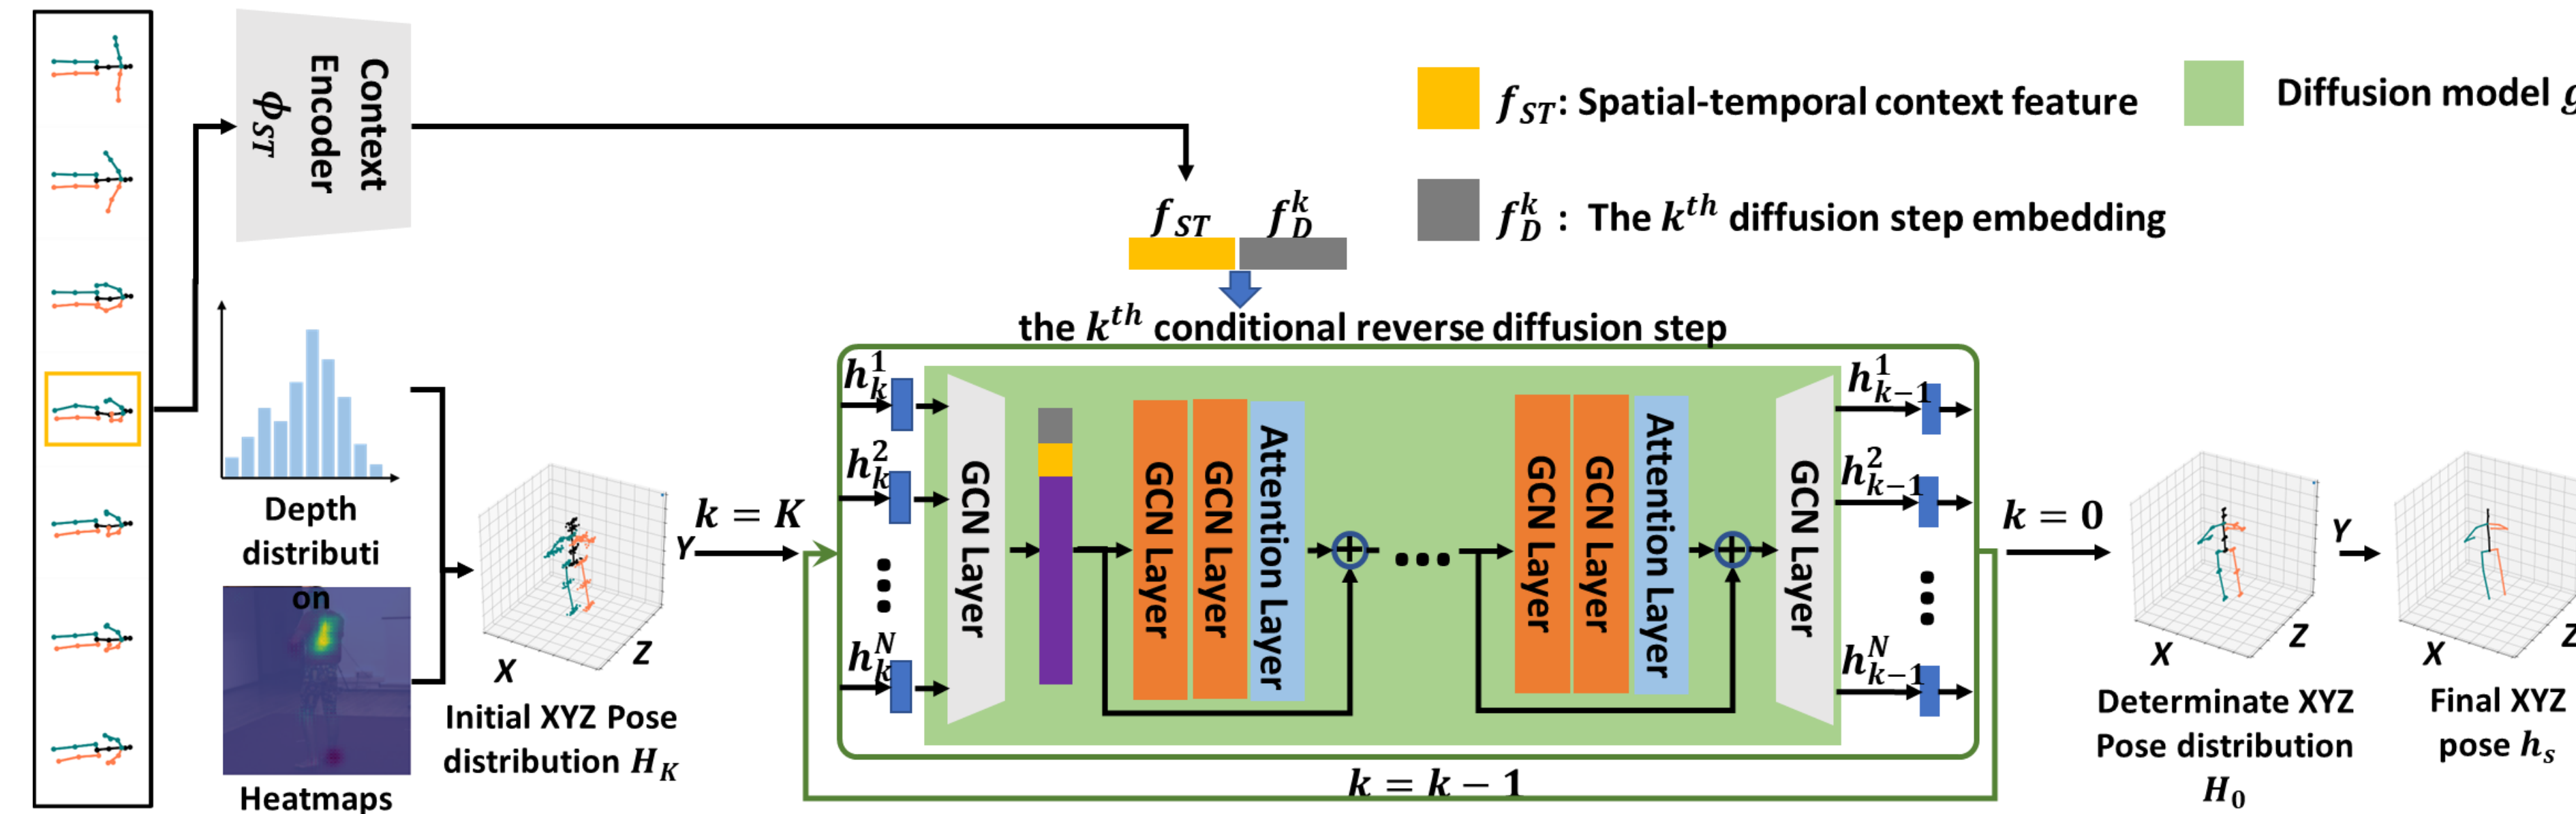 Context
Encoder
ϕ_ST
f_ST: Spatial-temporal context feature
Diffusion model g
f_D^k : The k^th diffusion step embedding
f_ST f_D^k
the k^th conditional reverse diffusion step
Depth
distributi
on
Heatmaps
Y
X
Z
Initial XYZ Pose
distribution H_K
k = K
h_k^1
h_k^2
h_k^N
GCN Layer
GCN Layer
GCN Layer
Attention Layer
GCN Layer
GCN Layer
Attention Layer
GCN Layer
h_{k-1}^1
h_{k-1}^2
h_{k-1}^N
k = k − 1
k = 0
Y
X
Z
Determinate XYZ
Pose distribution
H_0
X
Z
Final XYZ
pose h_s